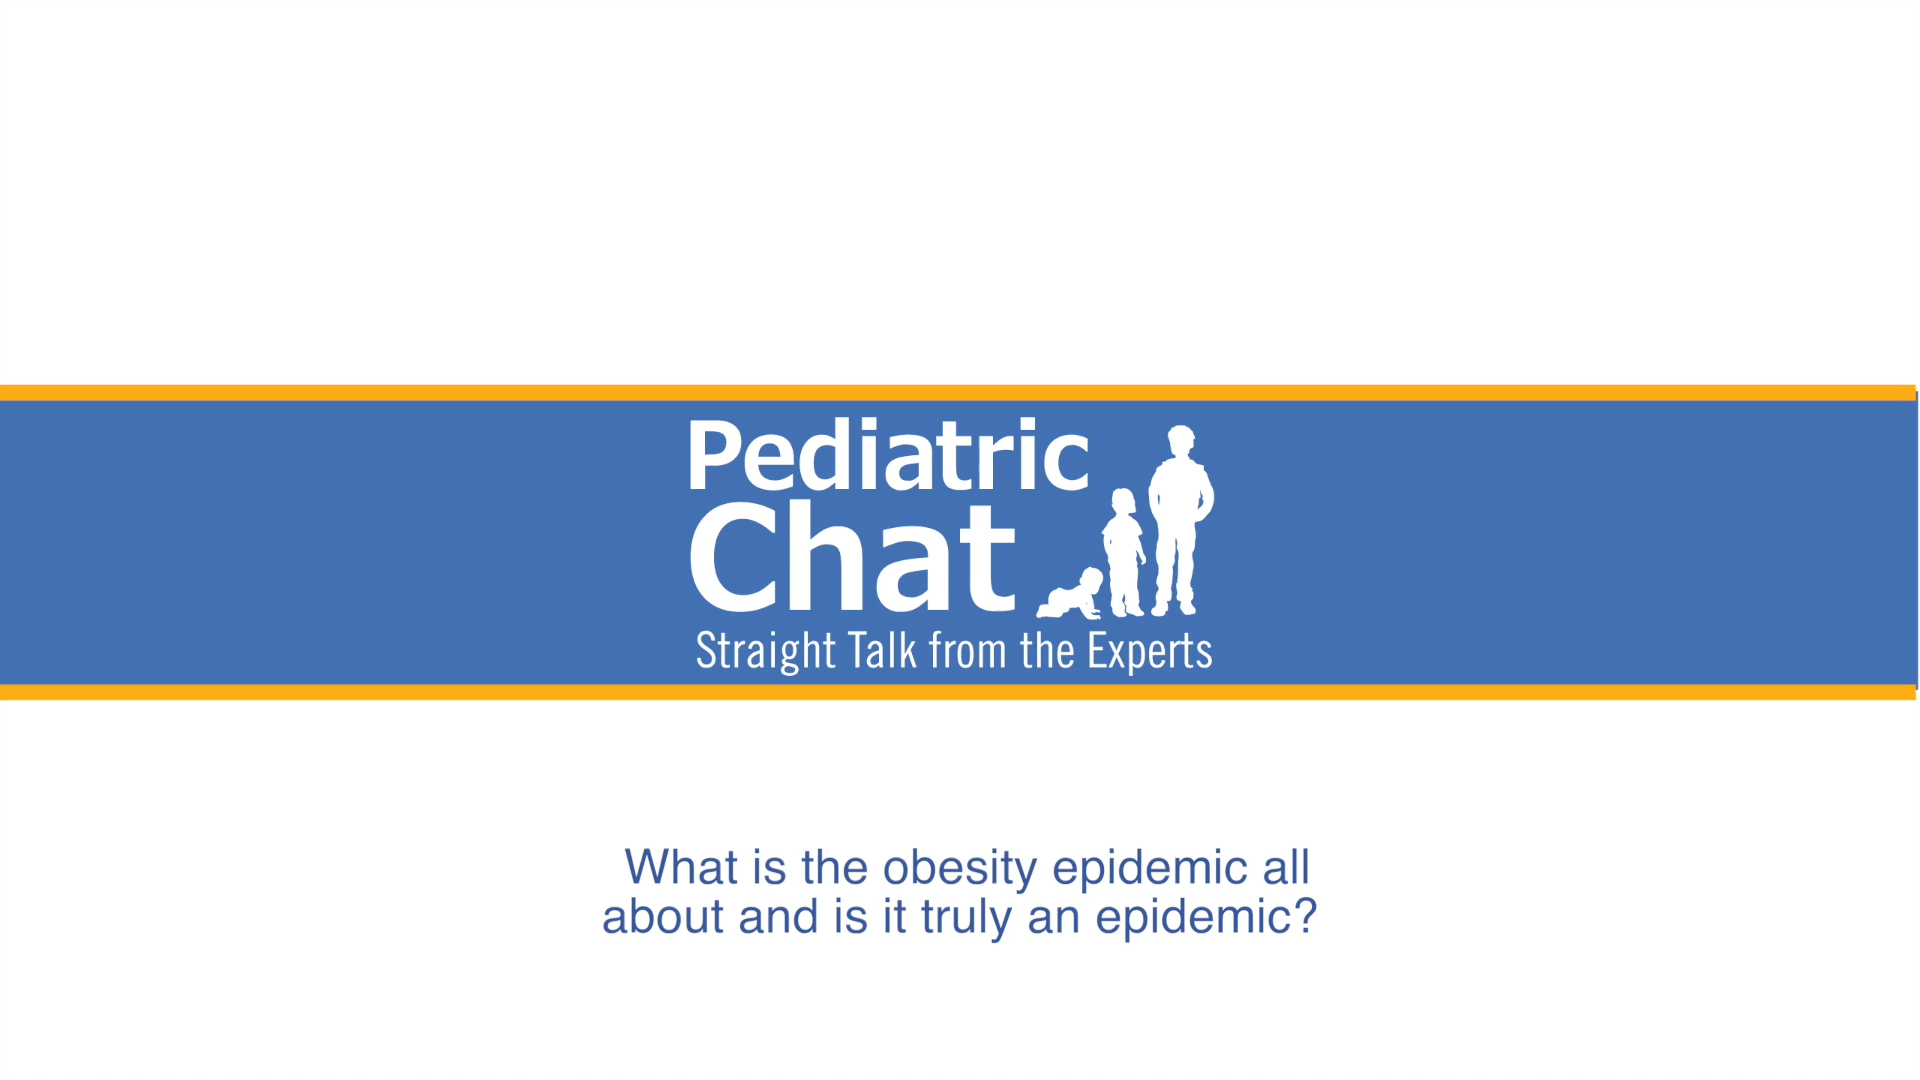 Pediatric
Chat
Straight Talk from the Experts
What is the obesity epidemic all
about and is it truly an epidemic?